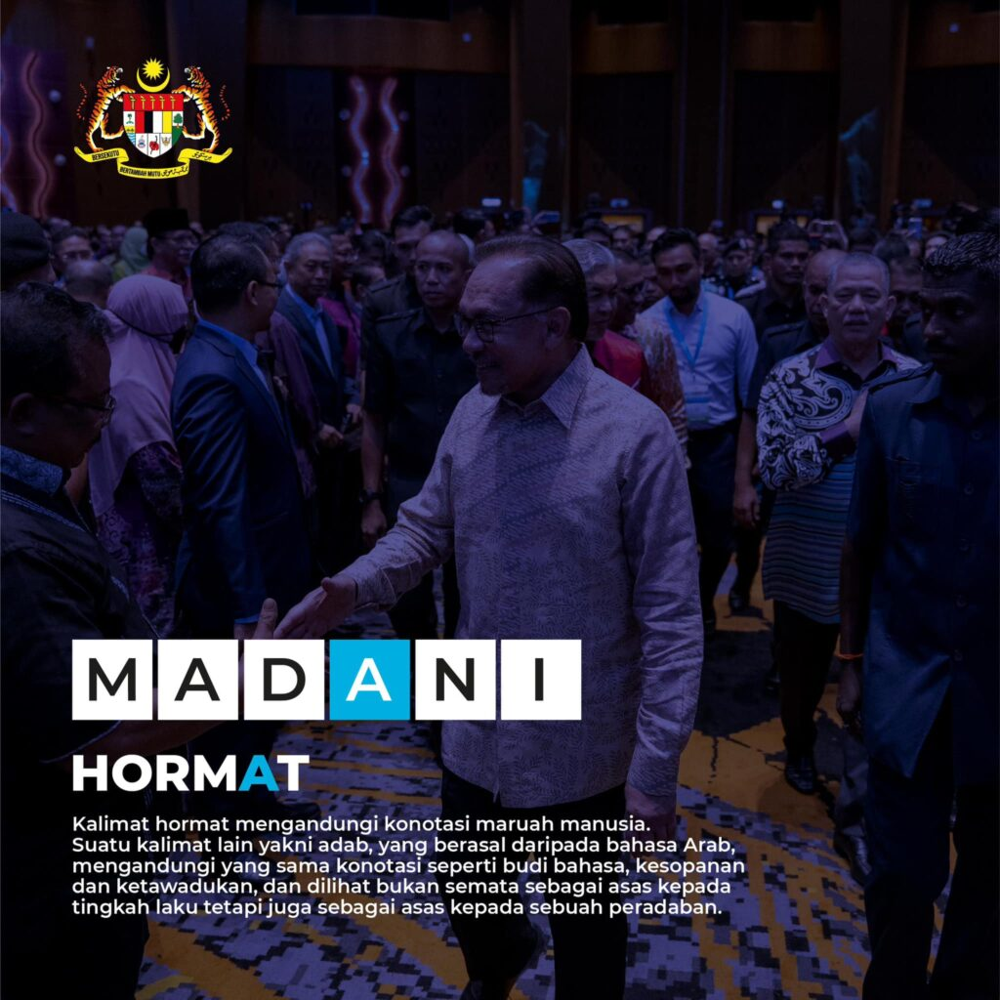 BERSEKUTU
BERTAMBAH MUTU
MADANI
HORMAT
Kalimat hormat mengandungi konotasi maruah manusia.
Suatu kalimat lain yakni adab, yang berasal daripada bahasa Arab,
mengandungi yang sama konotasi seperti budi bahasa, kesopanan
dan ketawadukan, dan dilihat bukan semata sebagai asas kepada
tingkah laku tetapi juga sebagai asas kepada sebuah peradaban.